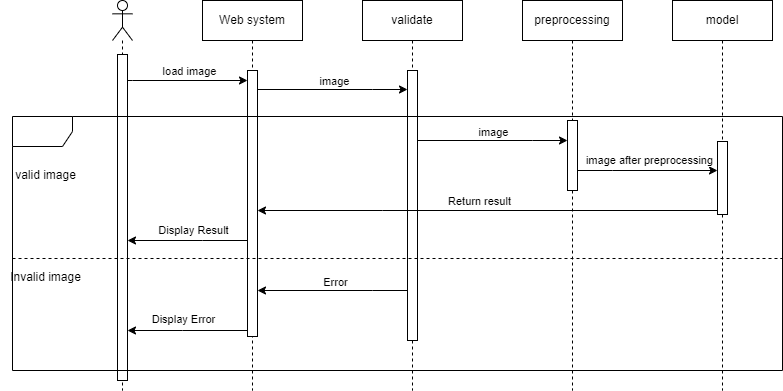 Web system
validate
preprocessing
model
load image
image
image
image after preprocessing
valid image
Return result
Display Result
Invalid image
Error
Display Error